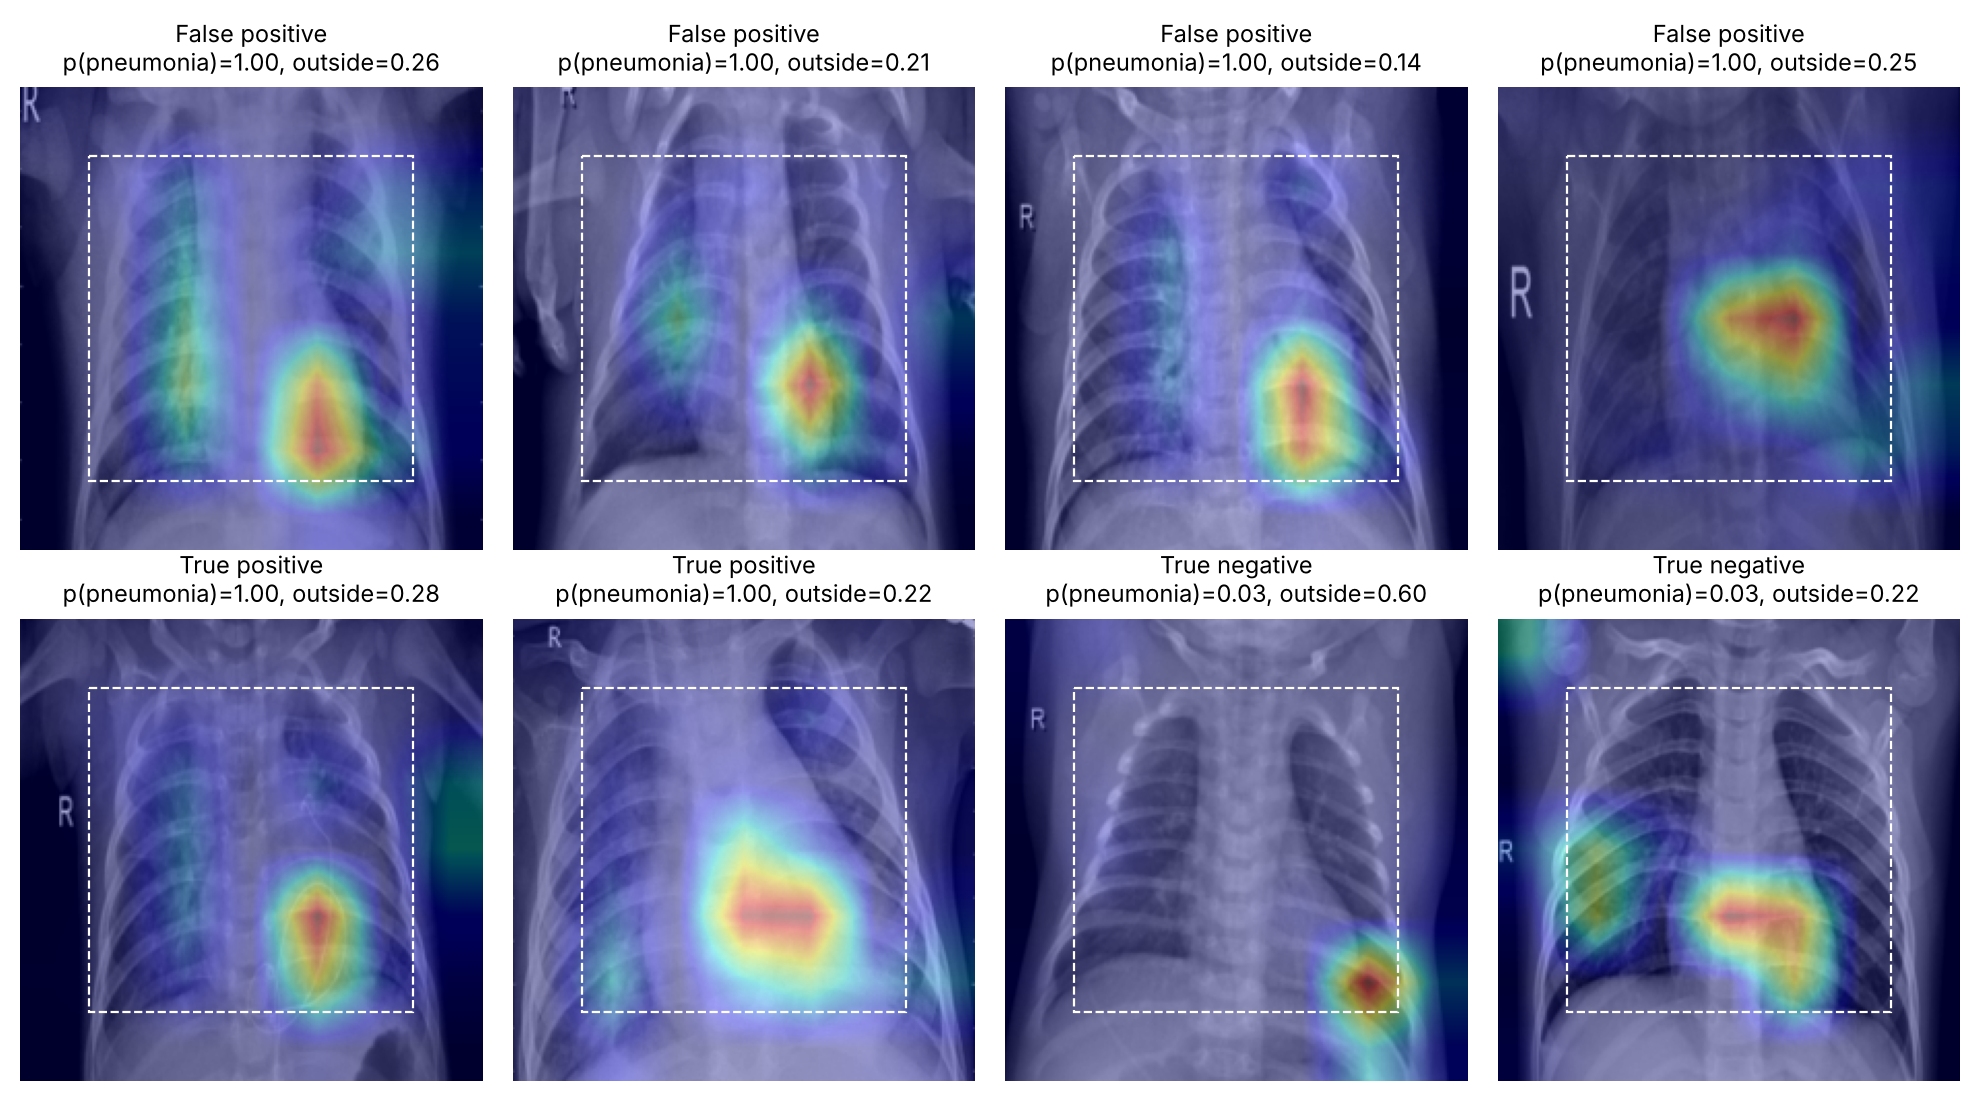 False positive
p(pneumonia)=1.00, outside=0.26
False positive
p(pneumonia)=1.00, outside=0.21
False positive
p(pneumonia)=1.00, outside=0.14
False positive
p(pneumonia)=1.00, outside=0.25
R
R
R
R
True positive
p(pneumonia)=1.00, outside=0.28
True positive
p(pneumonia)=1.00, outside=0.22
True negative
p(pneumonia)=0.03, outside=0.60
True negative
p(pneumonia)=0.03, outside=0.22
R
R
R
R